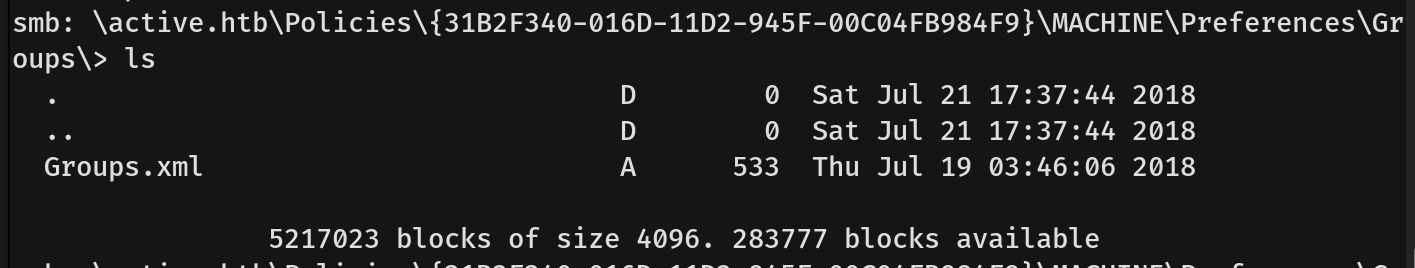 smb: \active.htb\Policies\{31B2F340-016D-11D2-945F-00C04FB984F9}\MACHINE\Preferences\Gr
oups\> ls
  .                                   D        0  Sat Jul 21 17:37:44 2018
  ..                                  D        0  Sat Jul 21 17:37:44 2018
  Groups.xml                          A      533  Thu Jul 19 03:46:06 2018

                5217023 blocks of size 4096. 283777 blocks available